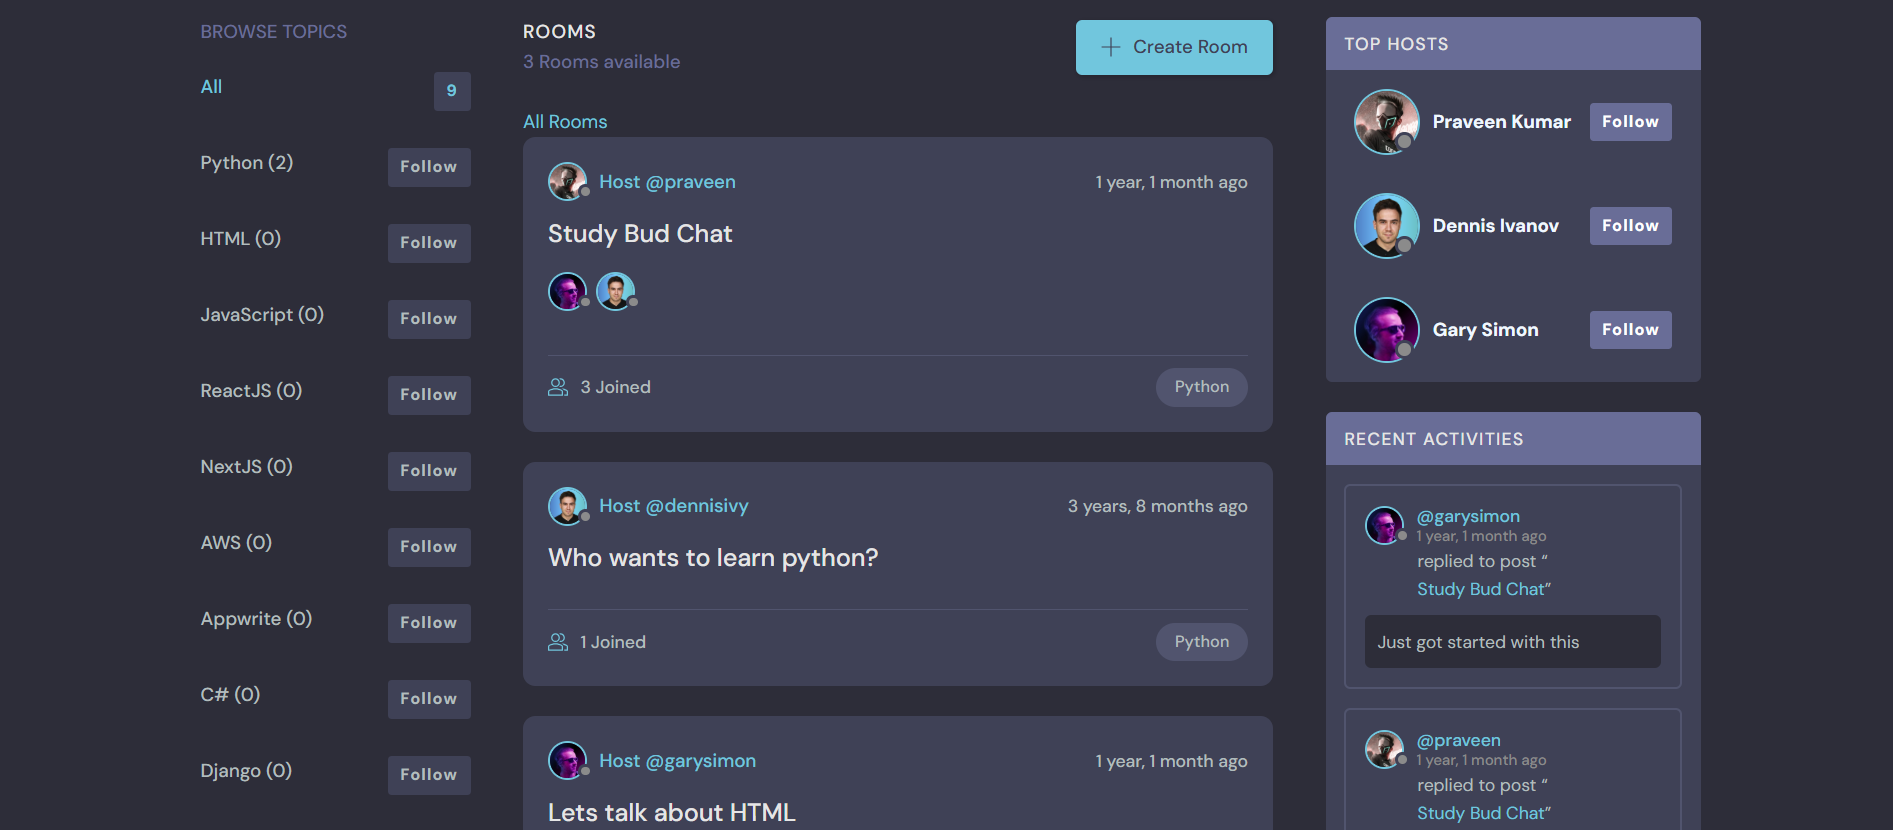 BROWSE TOPICS
All
9
Python (2)
Follow
HTML (0)
Follow
JavaScript (0)
Follow
ReactJS (0)
Follow
NextJS (0)
Follow
AWS (0)
Follow
Appwrite (0)
Follow
C# (0)
Follow
Django (0)
Follow
ROOMS
3 Rooms available
Create Room
All Rooms
Host @praveen
1 year, 1 month ago
Study Bud Chat
3 Joined
Python
Host @dennisivy
3 years, 8 months ago
Who wants to learn python?
1 Joined
Python
Host @garysimon
1 year, 1 month ago
Lets talk about HTML
TOP HOSTS
Praveen Kumar
Follow
Dennis Ivanov
Follow
Gary Simon
Follow
RECENT ACTIVITIES
@garysimon
1 year, 1 month ago
replied to post “
Study Bud Chat”
Just got started with this
@praveen
1 year, 1 month ago
replied to post “
Study Bud Chat”